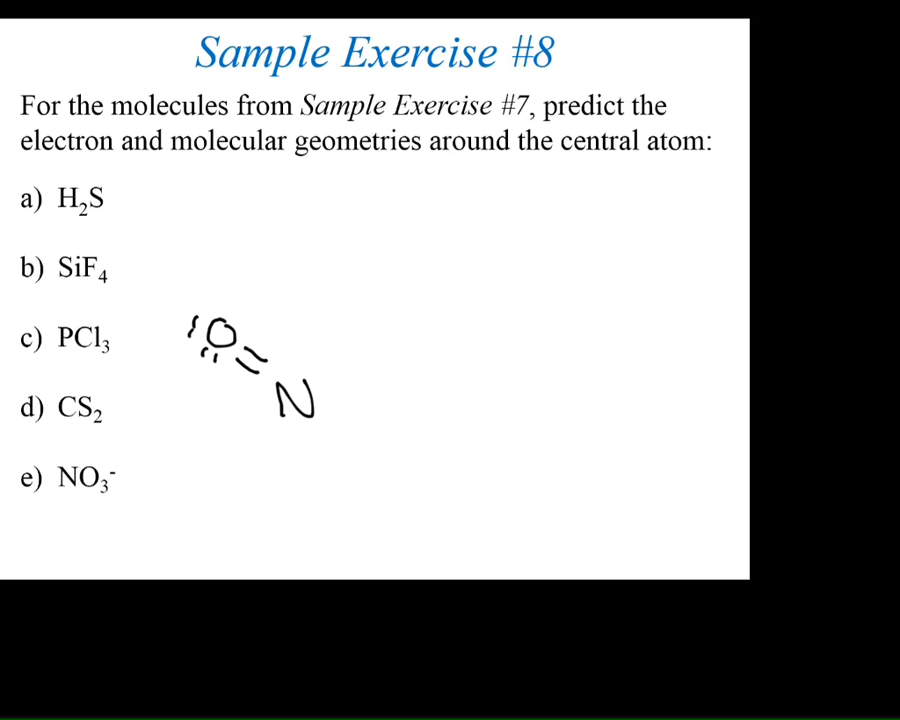 Sample Exercise #8
For the molecules from Sample Exercise #7, predict the
electron and molecular geometries around the central atom:
a) H₂S
b) SiF₄
c) PCl₃
d) CS₂
e) NO₃⁻
O=
N